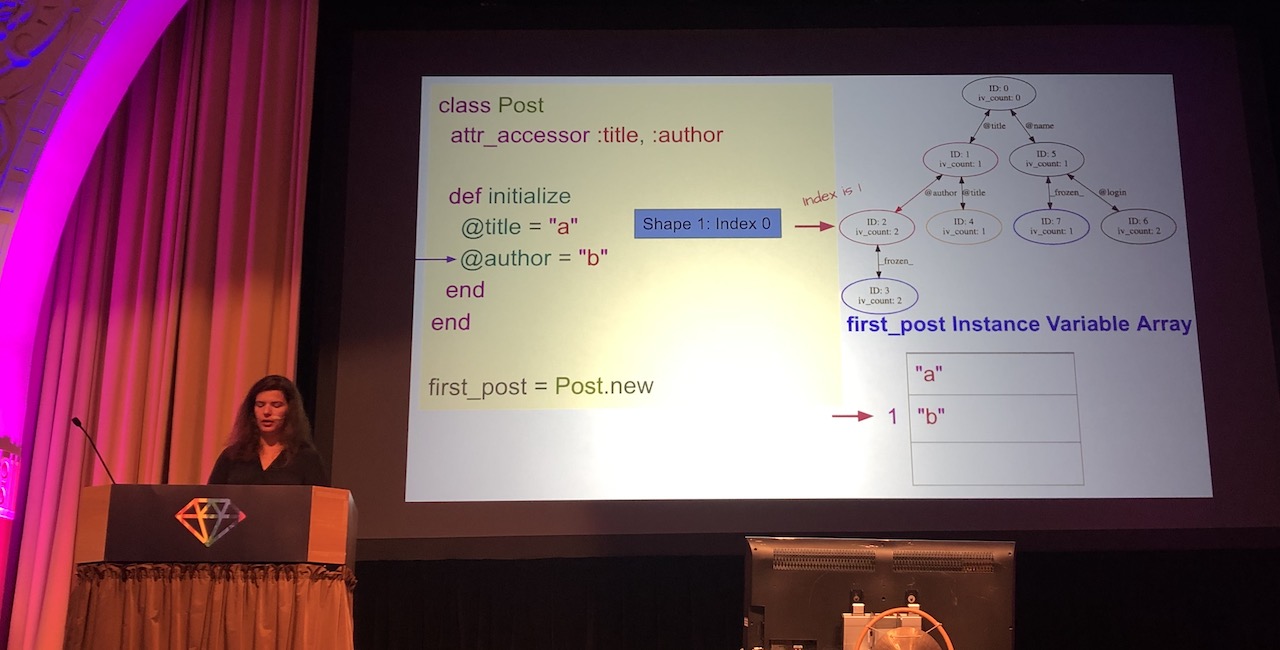 class Post
attr_accessor :title, :author
def initialize
@title = "a"
@author = "b"
end
end
first_post = Post.new
Shape 1: Index 0
Index is 1
ID: 0
iv_count: 0
@title
@name
ID: 1
iv_count: 1
ID: 5
iv_count: 1
@author
@title
_frozen_
@login
ID: 2
iv_count: 2
ID: 4
iv_count: 1
ID: 7
iv_count: 1
ID: 6
iv_count: 2
_frozen_
ID: 3
iv_count: 2
first_post Instance Variable Array
"a"
1 "b"